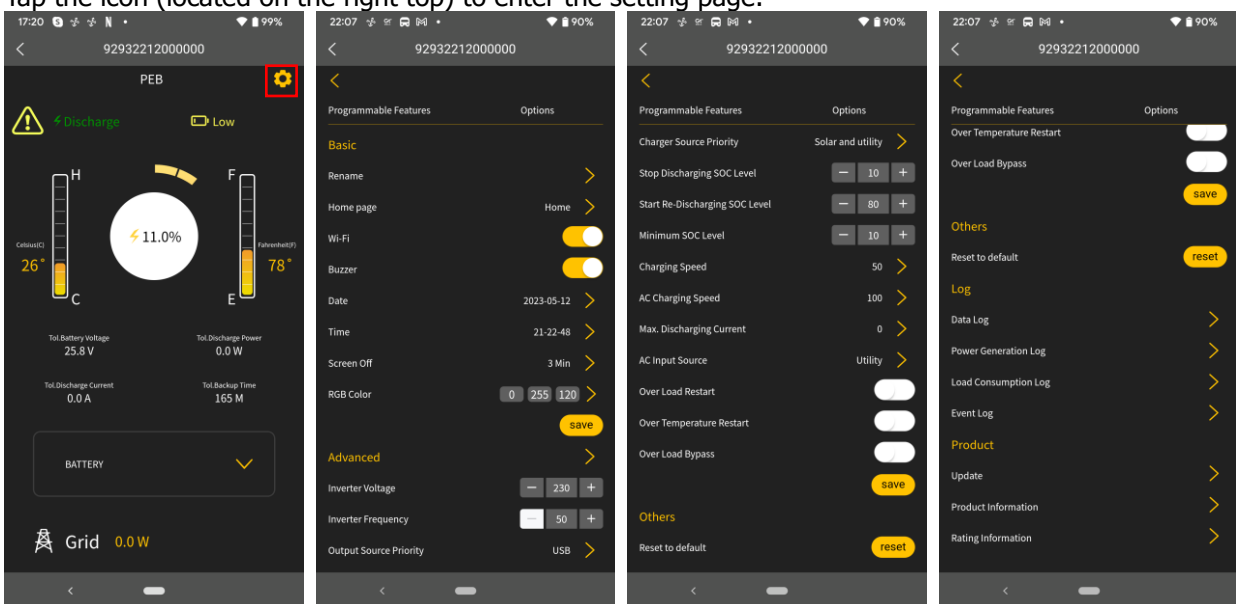 Tap the icon (located on the right top) to enter the setting page.
17:20 99%
92932212000000
PEB
Discharge Low
H F
11.0%
Celsius(C) Fahrenheit(F)
26° 78°
C E
Tol.Battery Voltage Tol.Discharge Power
25.8 V 0.0 W
Tol.Discharge Current Tol.Backup Time
0.0 A 165 M
BATTERY
Grid 0.0 W
22:07 90%
92932212000000
Programmable Features Options
Basic
Rename
Home page Home
Wi-Fi
Buzzer
Date 2023-05-12
Time 21-22-48
Screen Off 3 Min
RGB Color 0 255 120
save
Advanced
Inverter Voltage − 230 +
Inverter Frequency − 50 +
Output Source Priority USB
22:07 90%
92932212000000
Programmable Features Options
Charger Source Priority Solar and utility
Stop Discharging SOC Level − 10 +
Start Re-Discharging SOC Level − 80 +
Minimum SOC Level − 10 +
Charging Speed 50
AC Charging Speed 100
Max. Discharging Current 0
AC Input Source Utility
Over Load Restart
Over Temperature Restart
Over Load Bypass
save
Others
Reset to default reset
22:07 90%
92932212000000
Programmable Features Options
Over Temperature Restart
Over Load Bypass
save
Others
Reset to default reset
Log
Data Log
Power Generation Log
Load Consumption Log
Event Log
Product
Update
Product Information
Rating Information